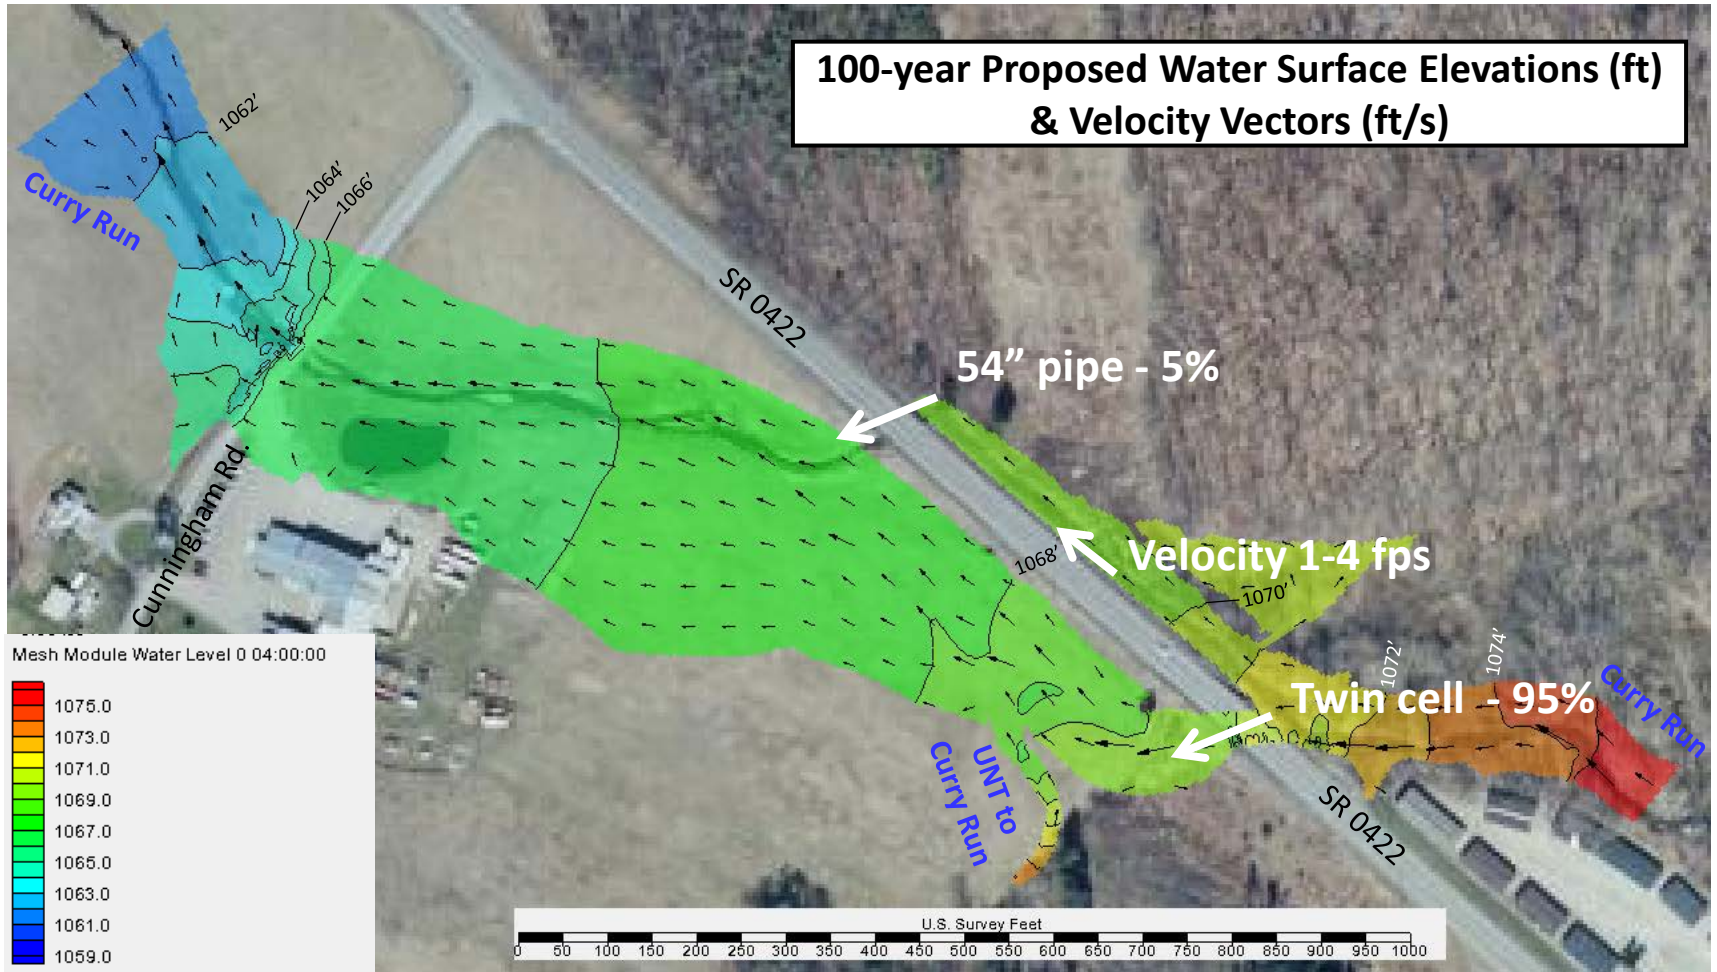 100-year Proposed Water Surface Elevations (ft)
& Velocity Vectors (ft/s)
1062'
Curry Run
1064'
1066'
SR 0422
54” pipe - 5%
1068'
Velocity 1-4 fps
1070'
1072'
1074'
Curry Run
Twin cell - 95%
Cunningham Rd.
UNT to
Curry Run
SR 0422
Mesh Module Water Level 0 04:00:00
1075.0
1073.0
1071.0
1069.0
1067.0
1065.0
1063.0
1061.0
1059.0
U.S. Survey Feet
0 50 100 150 200 250 300 350 400 450 500 550 600 650 700 750 800 850 900 950 1000